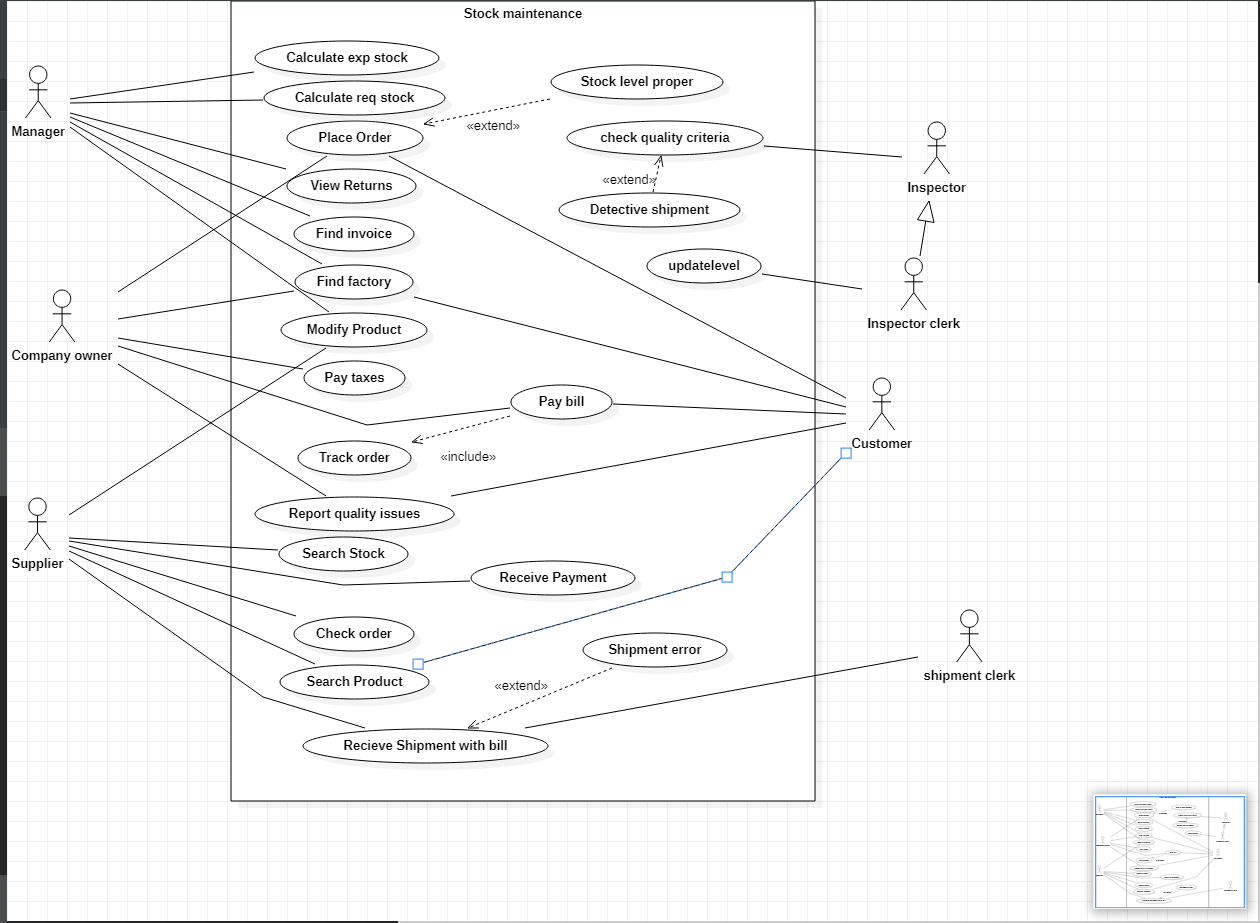 Stock maintenance
Calculate exp stock
Calculate req stock
Stock level proper
«extend»
Place Order
check quality criteria
Manager
View Returns
«extend»
Inspector
Detective shipment
Find invoice
updatelevel
Find factory
Inspector clerk
Modify Product
Company owner
Pay taxes
Pay bill
Customer
Track order
«include»
Report quality issues
Search Stock
Supplier
Receive Payment
Check order
Shipment error
shipment clerk
Search Product
«extend»
Recieve Shipment with bill